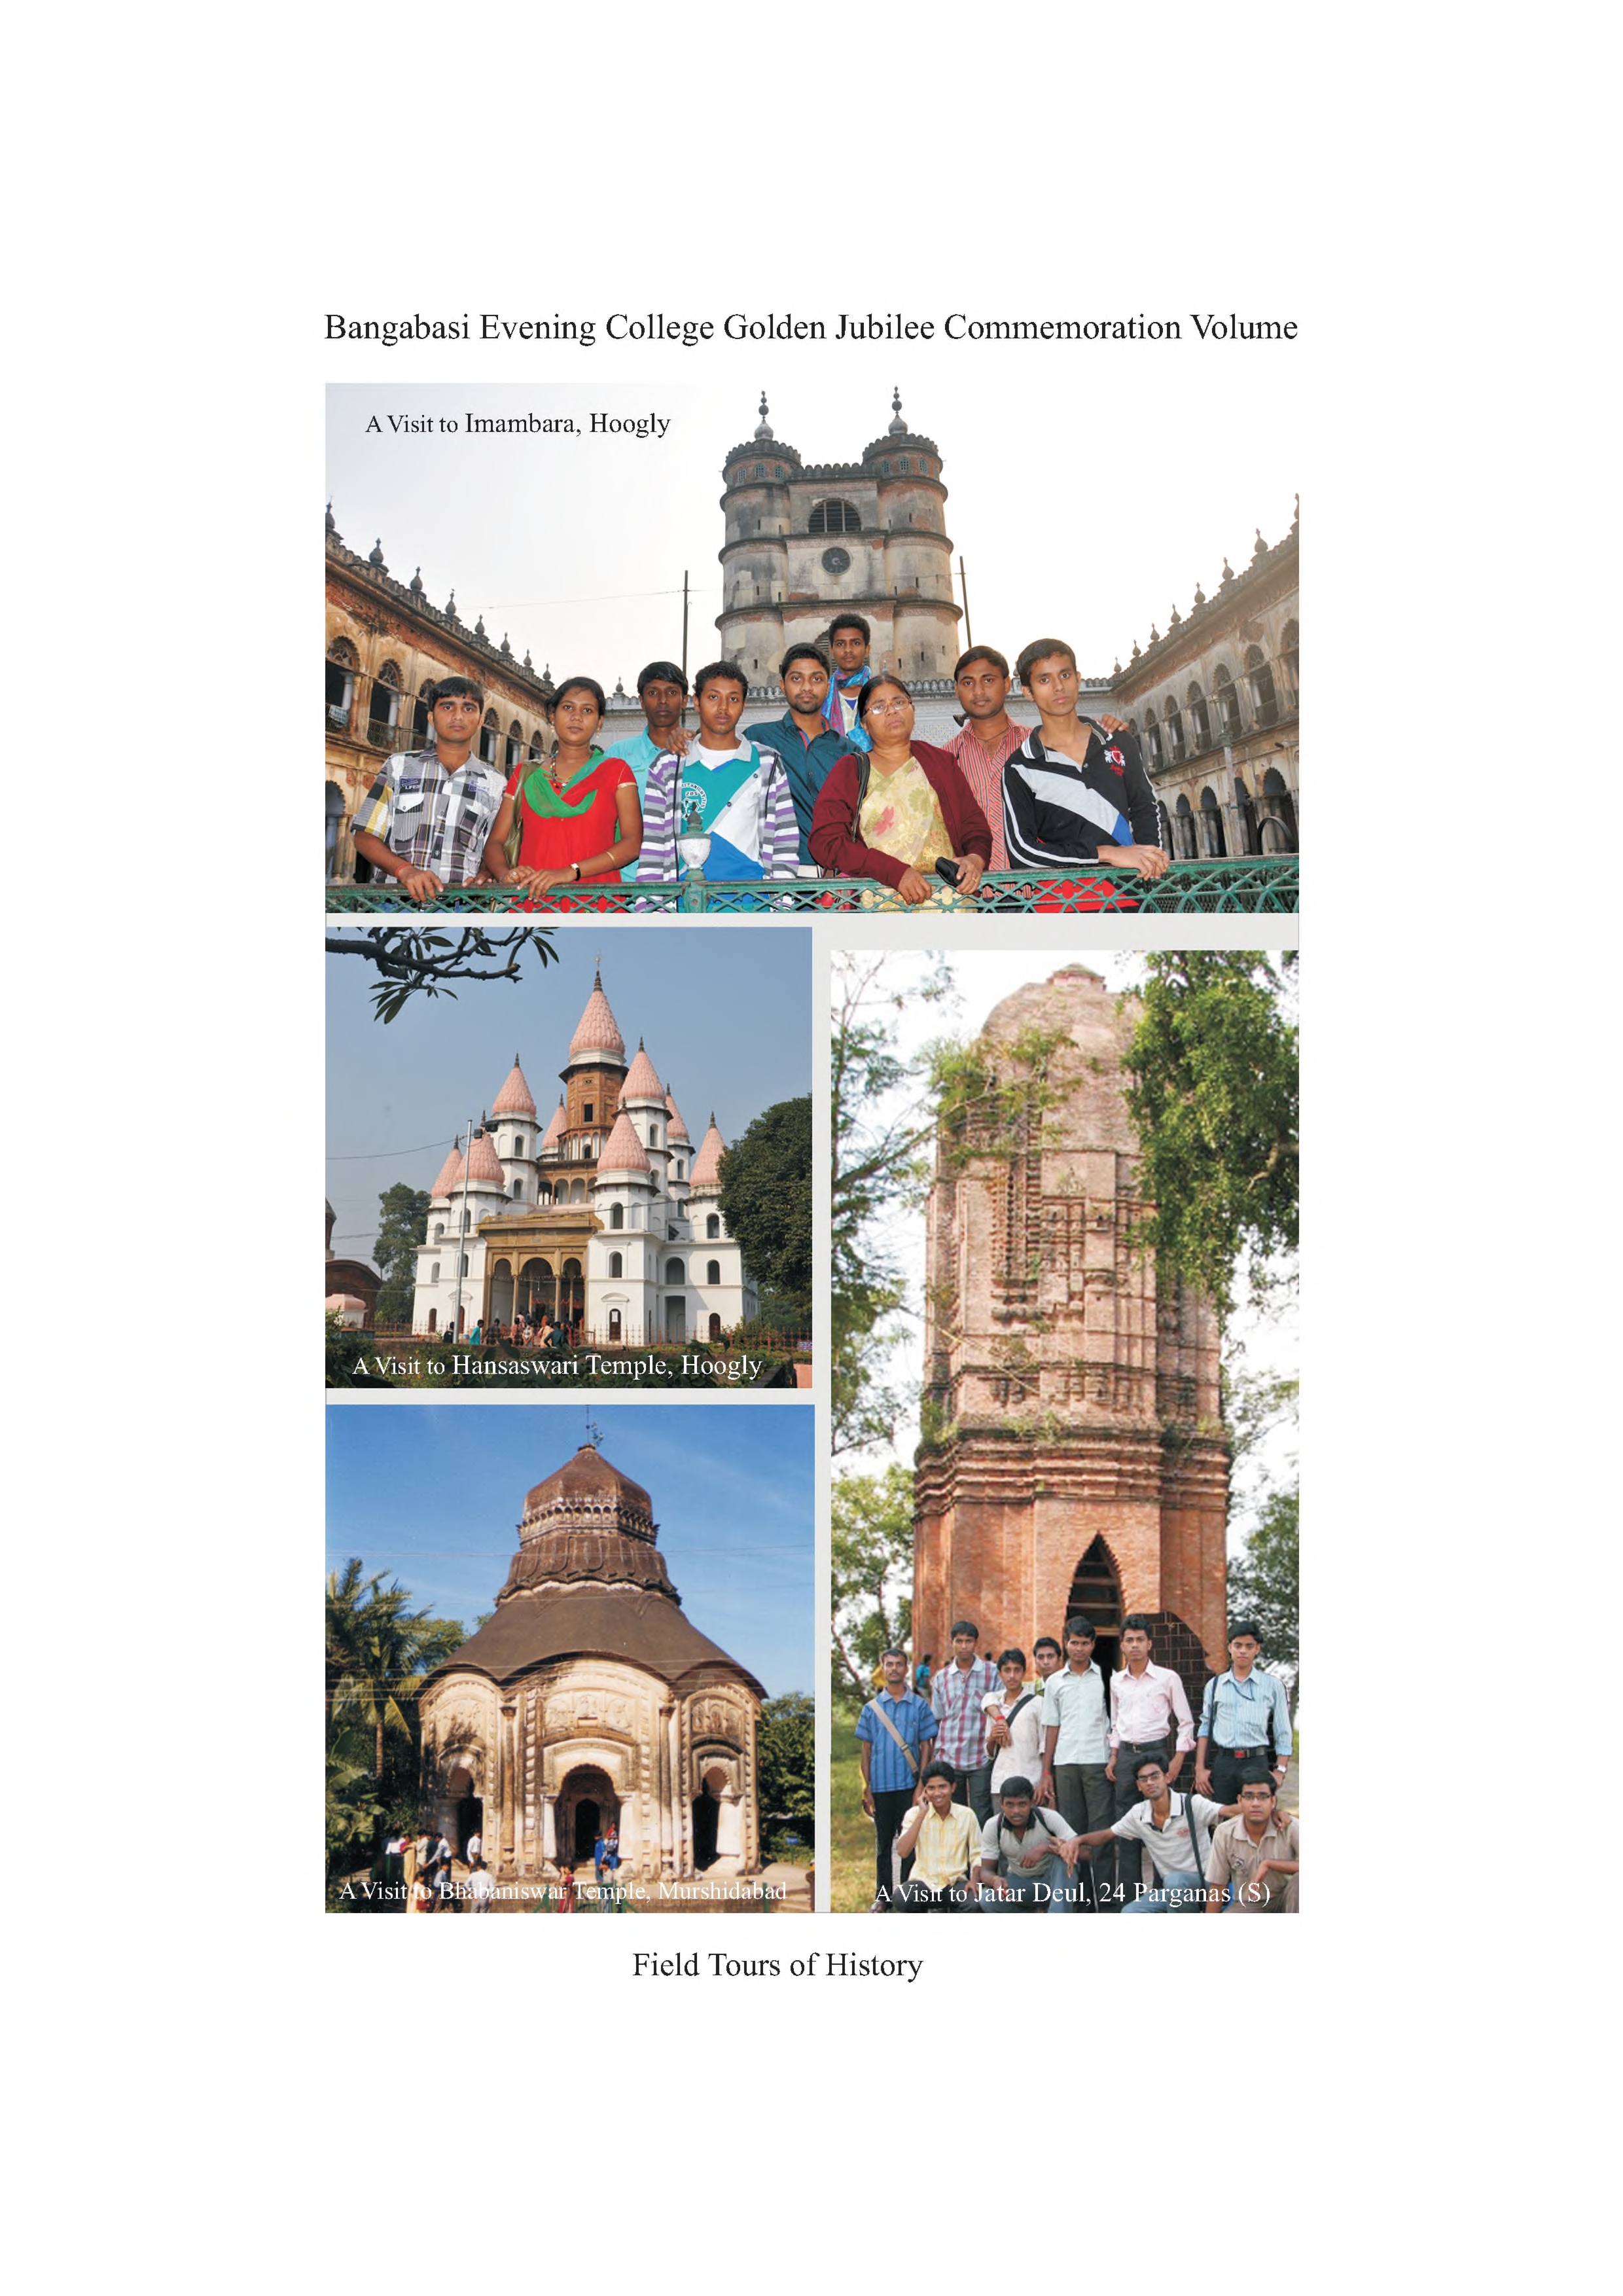 Bangabasi Evening College Golden Jubilee Commemoration Volume
A Visit to Imambara, Hoogly
A Visit to Hansaswari Temple, Hoogly
A Visit to Bhabaniswar Temple, Murshidabad
A Visit to Jatar Deul, 24 Parganas (S)
Field Tours of History